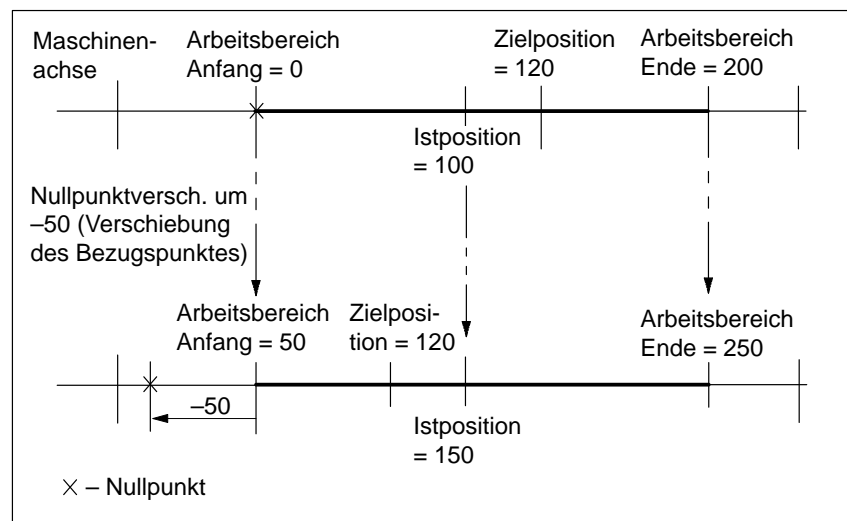 Maschinen-
achse
Arbeitsbereich
Anfang = 0
Zielposition
= 120
Arbeitsbereich
Ende = 200
Istposition
= 100
Nullpunktversch. um
–50 (Verschiebung
des Bezugspunktes)
Arbeitsbereich
Anfang = 50
Zielposi-
tion = 120
Arbeitsbereich
Ende = 250
–50
Istposition
= 150
× – Nullpunkt